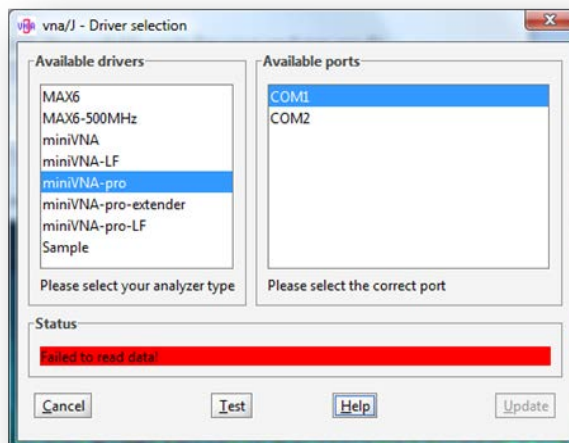 vna/J - Driver selection
Available drivers
MAX6
MAX6-500MHz
miniVNA
miniVNA-LF
miniVNA-pro
miniVNA-pro-extender
miniVNA-pro-LF
Sample
Please select your analyzer type
Available ports
COM1
COM2
Please select the correct port
Status
Failed to read data!
Cancel
Test
Help
Update